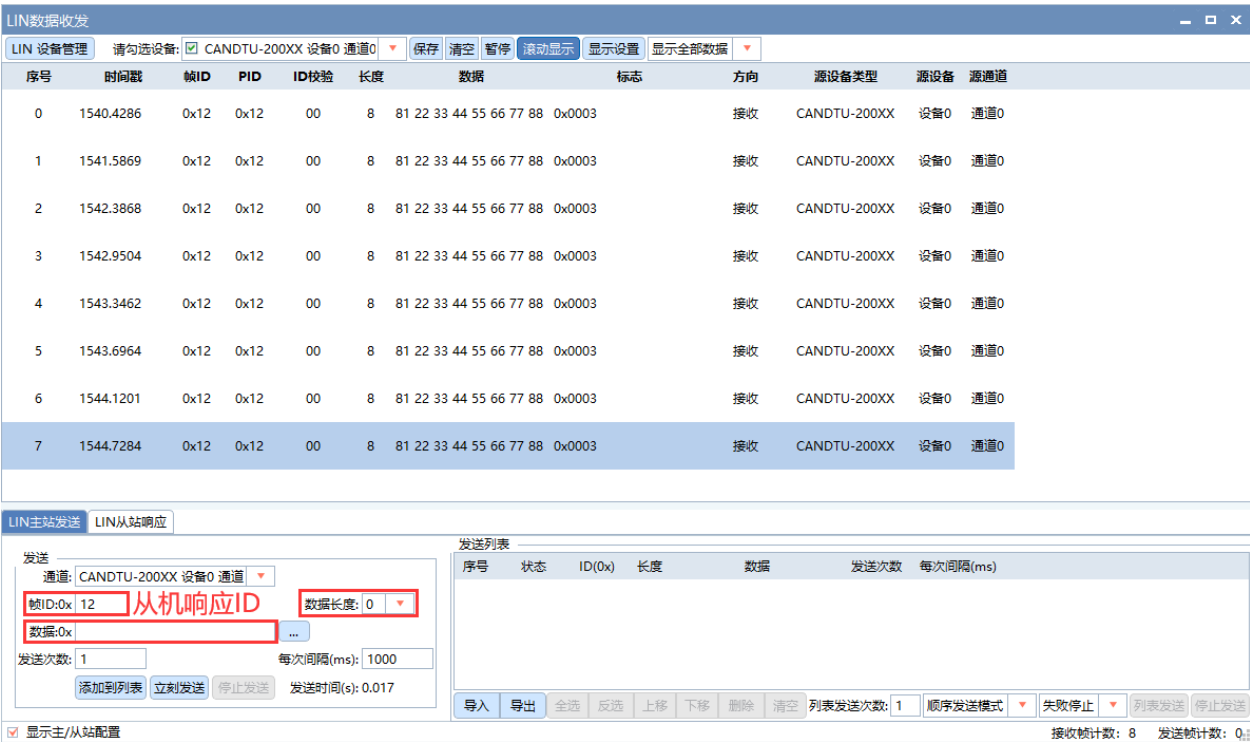 LIN数据收发
LIN 设备管理 请勾选设备: CANDTU-200XX 设备0 通道0 保存 清空 暂停 滚动显示 显示设置 显示全部数据
序号 时间戳 帧ID PID ID校验 长度 数据 标志 方向 源设备类型 源设备 源通道
0 1540.4286 0x12 0x12 00 8 81 22 33 44 55 66 77 88 0x0003 接收 CANDTU-200XX 设备0 通道0
1 1541.5869 0x12 0x12 00 8 81 22 33 44 55 66 77 88 0x0003 接收 CANDTU-200XX 设备0 通道0
2 1542.3868 0x12 0x12 00 8 81 22 33 44 55 66 77 88 0x0003 接收 CANDTU-200XX 设备0 通道0
3 1542.9504 0x12 0x12 00 8 81 22 33 44 55 66 77 88 0x0003 接收 CANDTU-200XX 设备0 通道0
4 1543.3462 0x12 0x12 00 8 81 22 33 44 55 66 77 88 0x0003 接收 CANDTU-200XX 设备0 通道0
5 1543.6964 0x12 0x12 00 8 81 22 33 44 55 66 77 88 0x0003 接收 CANDTU-200XX 设备0 通道0
6 1544.1201 0x12 0x12 00 8 81 22 33 44 55 66 77 88 0x0003 接收 CANDTU-200XX 设备0 通道0
7 1544.7284 0x12 0x12 00 8 81 22 33 44 55 66 77 88 0x0003 接收 CANDTU-200XX 设备0 通道0
LIN主站发送 LIN从站响应
发送
通道: CANDTU-200XX 设备0 通道
帧ID:0x 12 从机响应ID 数据长度: 0
数据:0x ...
发送次数: 1 每次间隔(ms): 1000
添加到列表 立刻发送 停止发送 发送时间(s): 0.017
发送列表
序号 状态 ID(0x) 长度 数据 发送次数 每次间隔(ms)
导入 导出 全选 反选 上移 下移 删除 清空 列表发送次数: 1 顺序发送模式 失败停止 列表发送 停止发送
显示主/从站配置 接收帧计数: 8 发送帧计数: 0